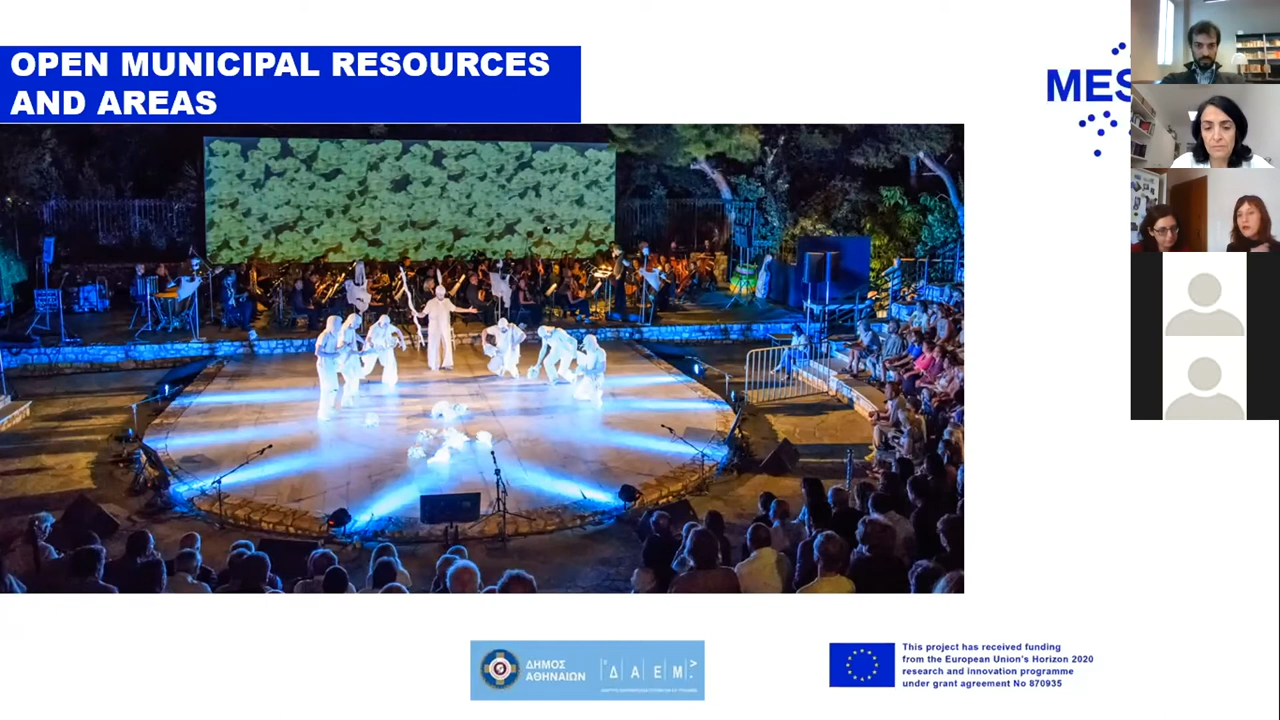 OPEN MUNICIPAL RESOURCES
AND AREAS
MES
ΔΗΜΟΣ
ΑΘΗΝΑΙΩΝ
ΔΑΕΜ
This project has received funding
from the European Union's Horizon 2020
research and innovation programme
under grant agreement No 870935